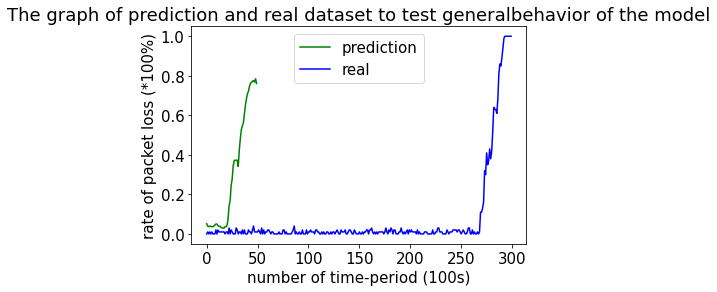 The graph of prediction and real dataset to test generalbehavior of the model
rate of packet loss (*100%)
1.0
0.8
0.6
0.4
0.2
0.0
prediction
real
0 50 100 150 200 250 300
number of time-period (100s)